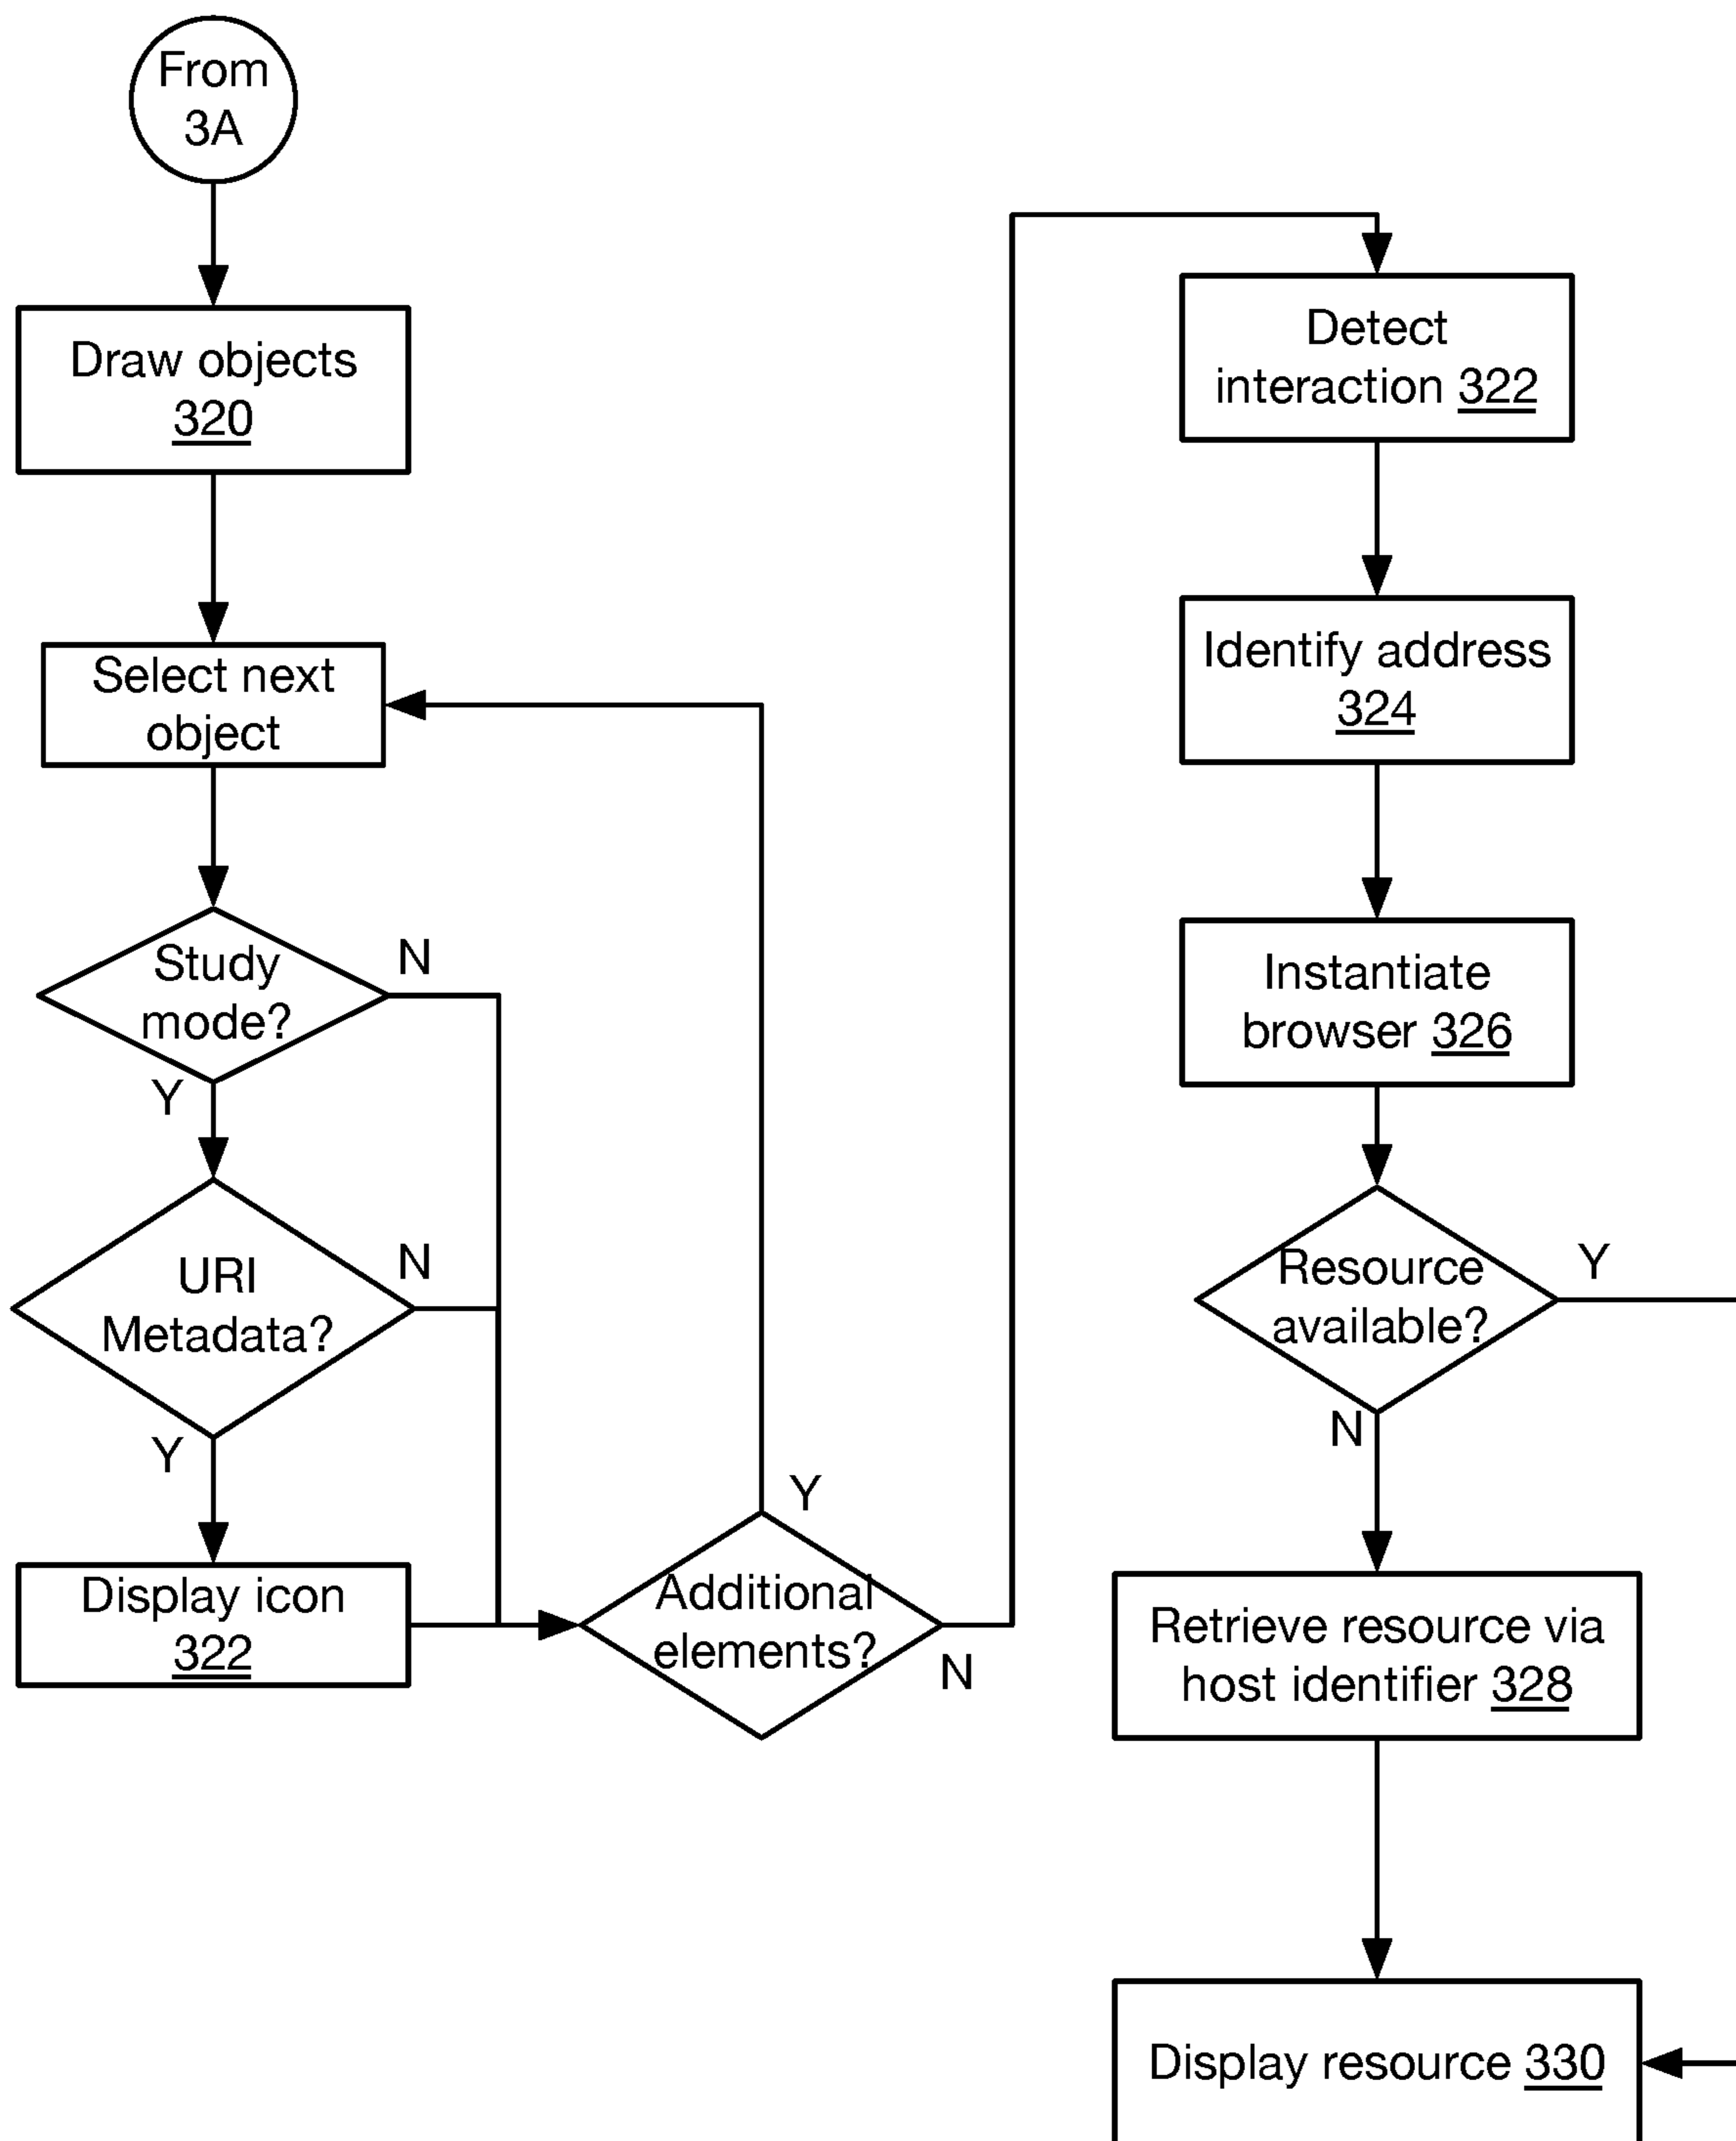 From
3A
Draw objects
320
Select next
object
Study
mode?
N
Y
URI
Metadata?
N
Y
Display icon
322
Additional
elements?
Y
N
Detect
interaction 322
Identify address
324
Instantiate
browser 326
Resource
available?
Y
N
Retrieve resource via
host identifier 328
Display resource 330